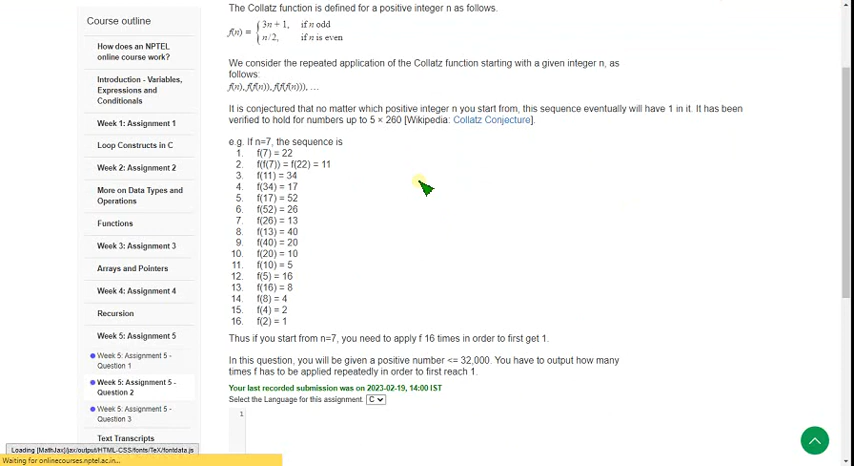 Course outline
How does an NPTEL
online course work?
Introduction - Variables,
Expressions and
Conditionals
Week 1: Assignment 1
Loop Constructs in C
Week 2: Assignment 2
More on Data Types and
Operations
Functions
Week 3: Assignment 3
Arrays and Pointers
Week 4: Assignment 4
Recursion
Week 5: Assignment 5
Week 5: Assignment 5 -
Question 1
Week 5: Assignment 5 -
Question 2
Week 5: Assignment 5 -
Question 3
Text Transcripts
The Collatz function is defined for a positive integer n as follows.
f(n) = { 3n + 1, if n odd
n/2, if n is even
We consider the repeated application of the Collatz function starting with a given integer n, as
follows:
f(n), f(f(n)), f(f(f(n))), …
It is conjectured that no matter which positive integer n you start from, this sequence eventually will have 1 in it. It has been
verified to hold for numbers up to 5 × 260 [Wikipedia: Collatz Conjecture].
e.g. If n=7, the sequence is
1. f(7) = 22
2. f(f(7)) = f(22) = 11
3. f(11) = 34
4. f(34) = 17
5. f(17) = 52
6. f(52) = 26
7. f(26) = 13
8. f(13) = 40
9. f(40) = 20
10. f(20) = 10
11. f(10) = 5
12. f(5) = 16
13. f(16) = 8
14. f(8) = 4
15. f(4) = 2
16. f(2) = 1
Thus if you start from n=7, you need to apply f 16 times in order to first get 1.
In this question, you will be given a positive number <= 32,000. You have to output how many
times f has to be applied repeatedly in order to first reach 1.
Your last recorded submission was on 2023-02-19, 14:00 IST
Select the Language for this assignment. C
1
Loading [MathJax]/jax/output/HTML-CSS/fonts/TeX/fontdata.js
Waiting for onlinecourses.nptel.ac.in...